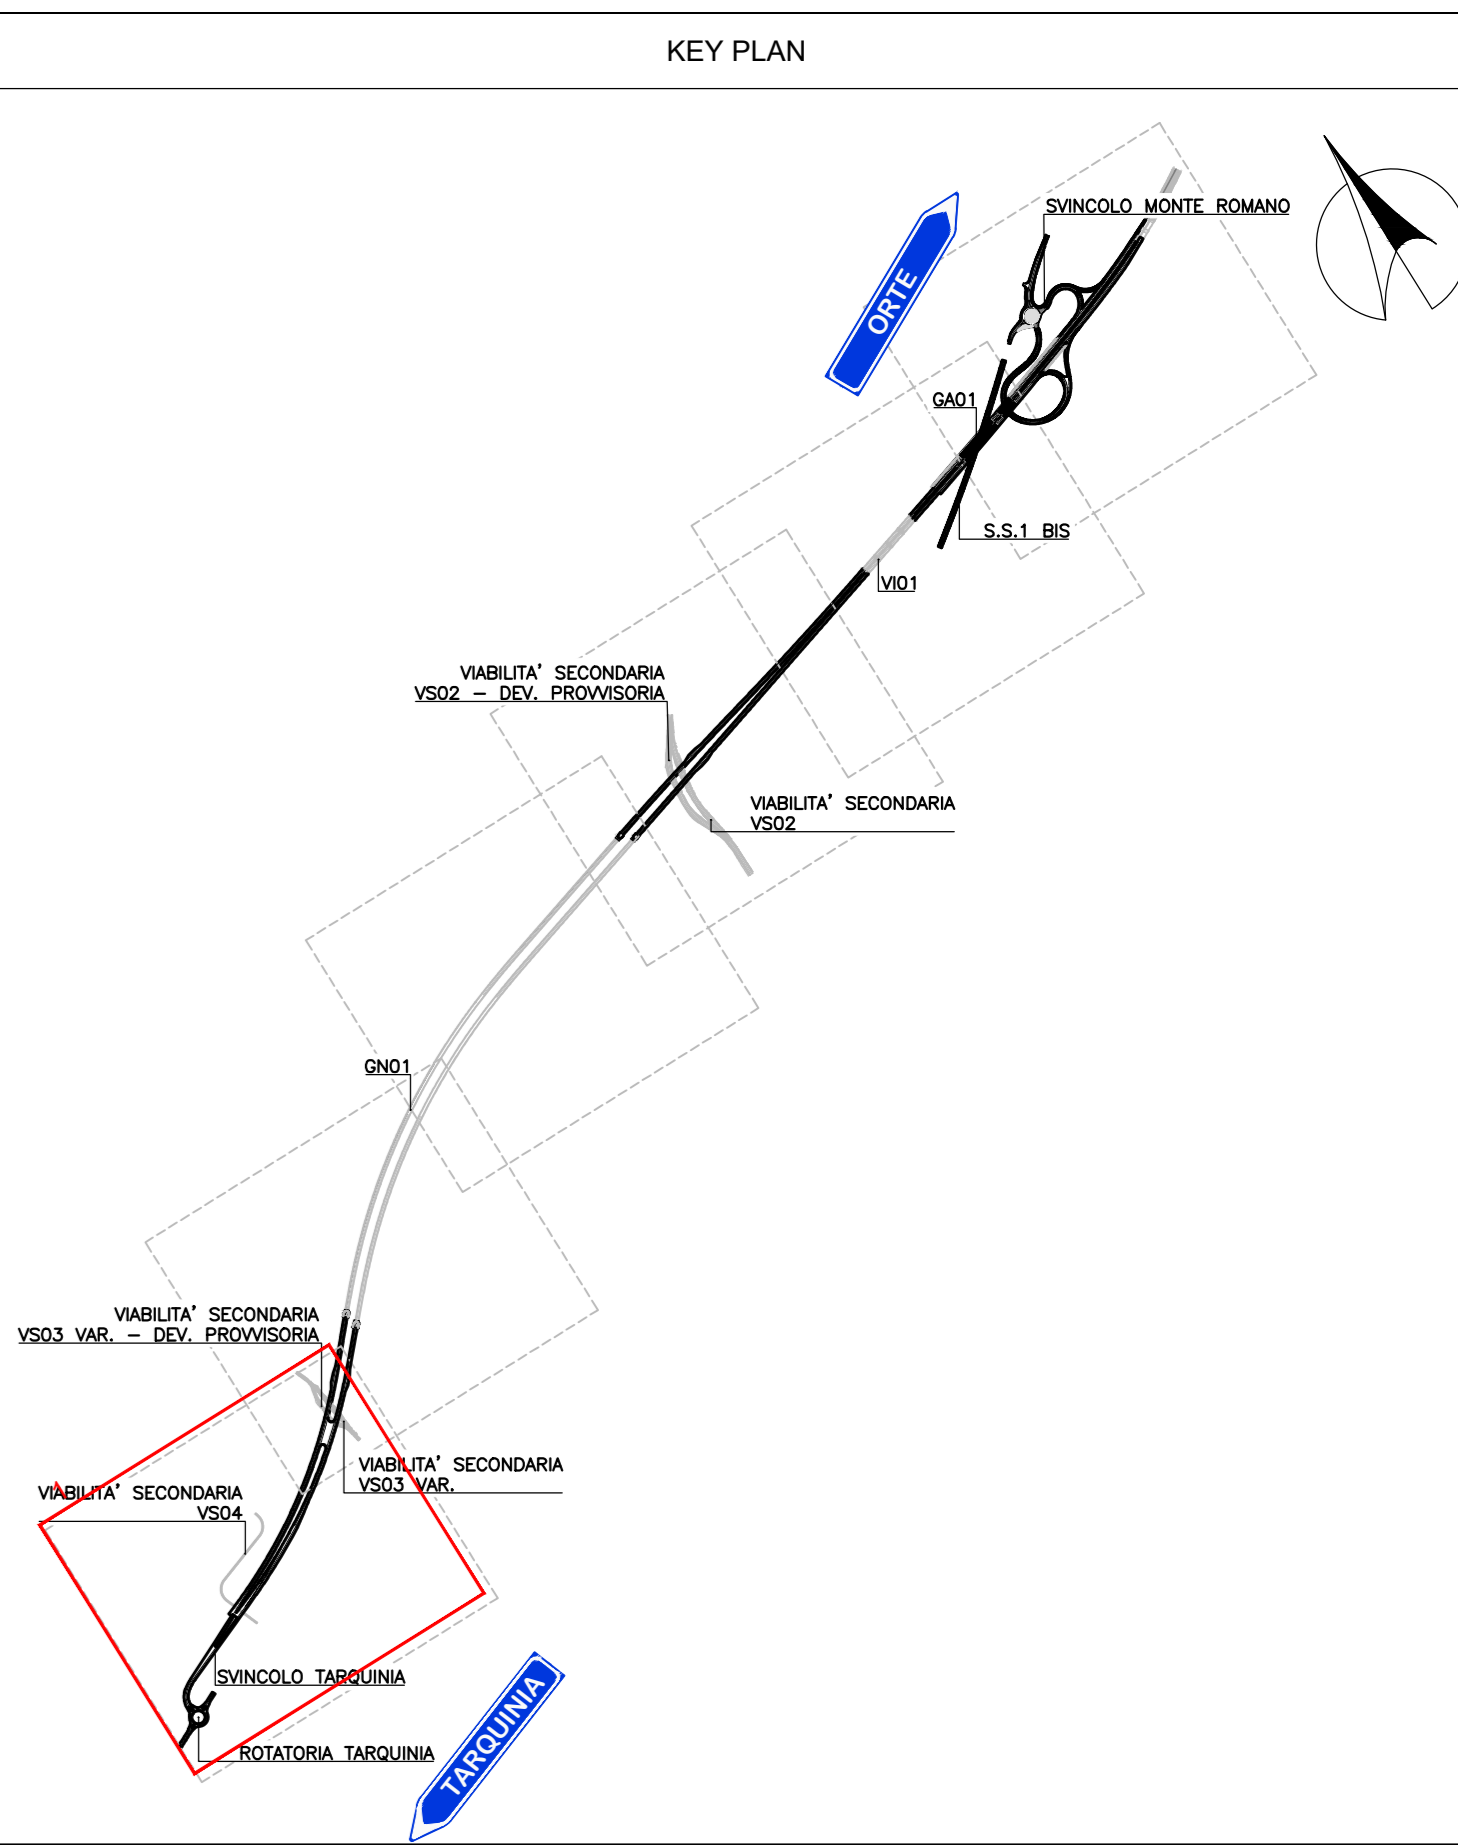 KEY PLAN
SVINCOLO MONTE ROMANO
ORTE
GA01
S.S.1 BIS
VI01
VIABILITA' SECONDARIA
VS02 - DEV. PROVVISORIA
VIABILITA' SECONDARIA
VS02
GN01
VIABILITA' SECONDARIA
VS03 VAR. - DEV. PROVVISORIA
VIABILITA' SECONDARIA
VS03 VAR.
VIABILITA' SECONDARIA
VS04
SVINCOLO TARQUINIA
TARQUINIA
ROTATORIA TARQUINIA